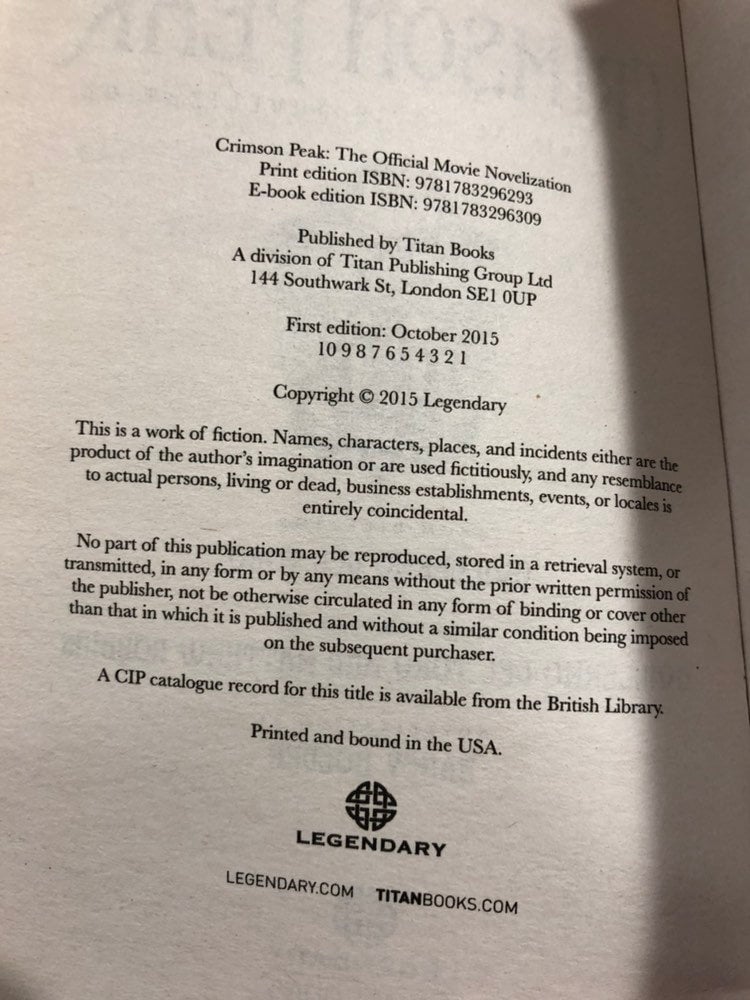 Crimson Peak: The Official Movie Novelization
Print edition ISBN: 9781783296293
E-book edition ISBN: 9781783296309
Published by Titan Books
A division of Titan Publishing Group Ltd
144 Southwark St, London SE1 0UP
First edition: October 2015
10 9 8 7 6 5 4 3 2 1
Copyright © 2015 Legendary
This is a work of fiction. Names, characters, places, and incidents either are the
product of the author's imagination or are used fictitiously, and any resemblance
to actual persons, living or dead, business establishments, events, or locales is
entirely coincidental.
No part of this publication may be reproduced, stored in a retrieval system, or
transmitted, in any form or by any means without the prior written permission of
the publisher, not be otherwise circulated in any form of binding or cover other
than that in which it is published and without a similar condition being imposed
on the subsequent purchaser.
A CIP catalogue record for this title is available from the British Library.
Printed and bound in the USA.
LEGENDARY
LEGENDARY.COM TITANBOOKS.COM